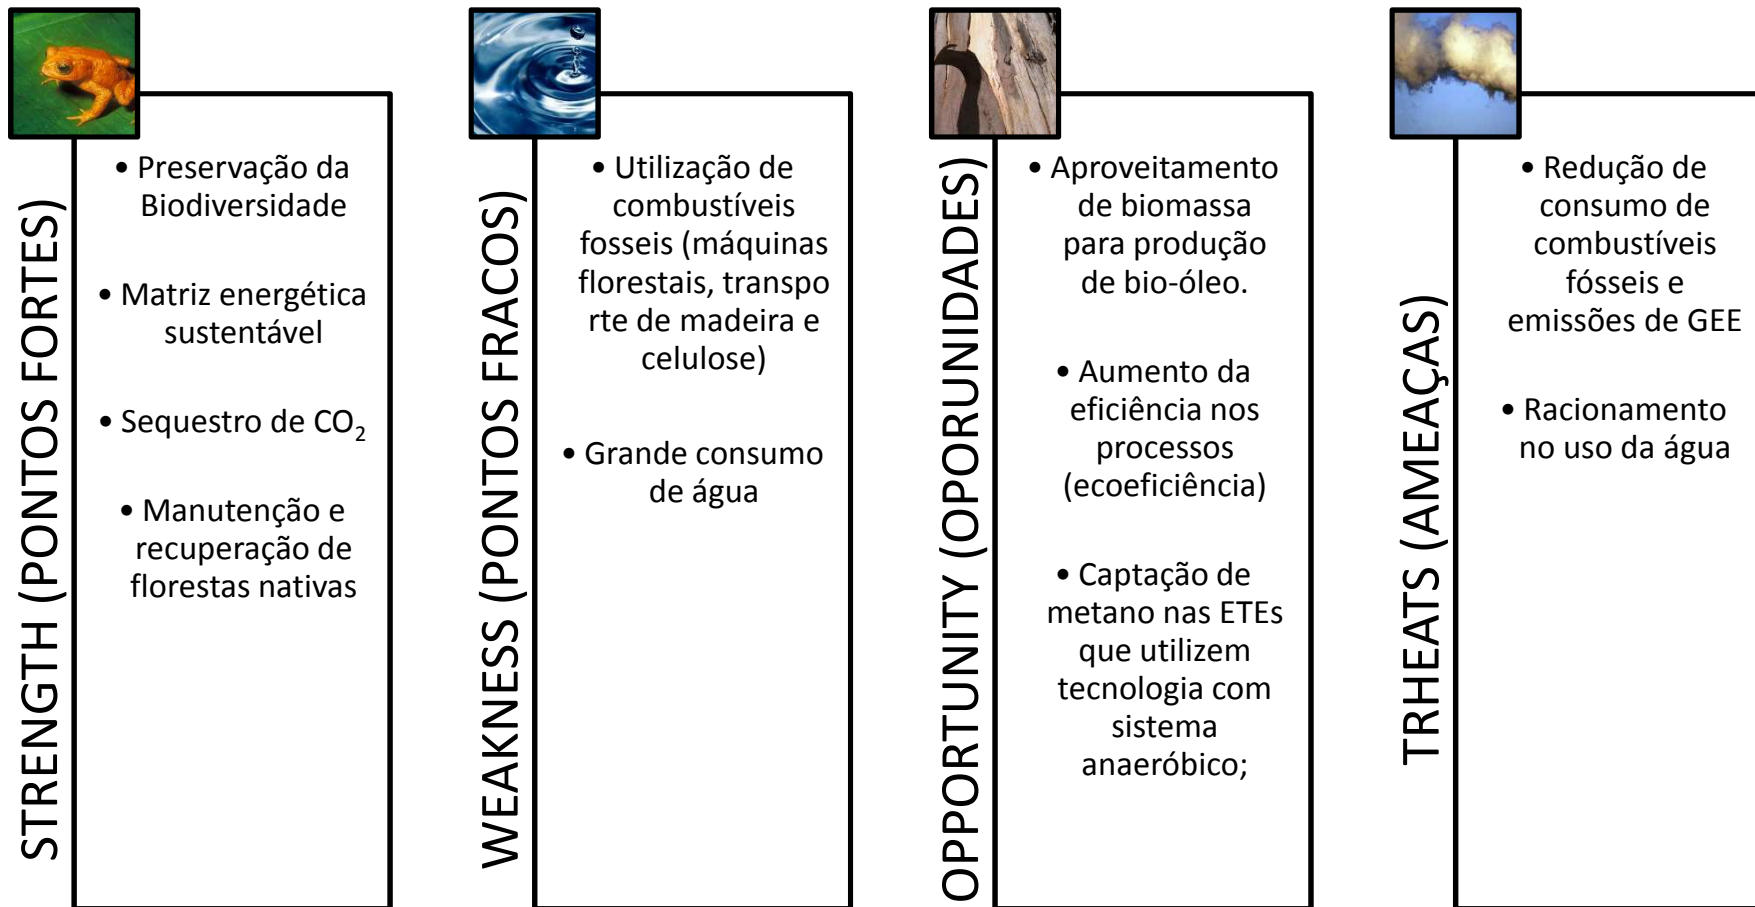 STRENGTH (PONTOS FORTES)
• Preservação da
Biodiversidade
• Matriz energética
sustentável
• Sequestro de CO₂
• Manutenção e
recuperação de
florestas nativas
WEAKNESS (PONTOS FRACOS)
• Utilização de
combustíveis
fosseis (máquinas
florestais, transpo
rte de madeira e
celulose)
• Grande consumo
de água
OPPORTUNITY (OPORUNIDADES)
• Aproveitamento
de biomassa
para produção
de bio-óleo.
• Aumento da
eficiência nos
processos
(ecoeficiência)
• Captação de
metano nas ETEs
que utilizem
tecnologia com
sistema
anaeróbico;
TRHEATS (AMEAÇAS)
• Redução de
consumo de
combustíveis
fósseis e
emissões de GEE
• Racionamento
no uso da água